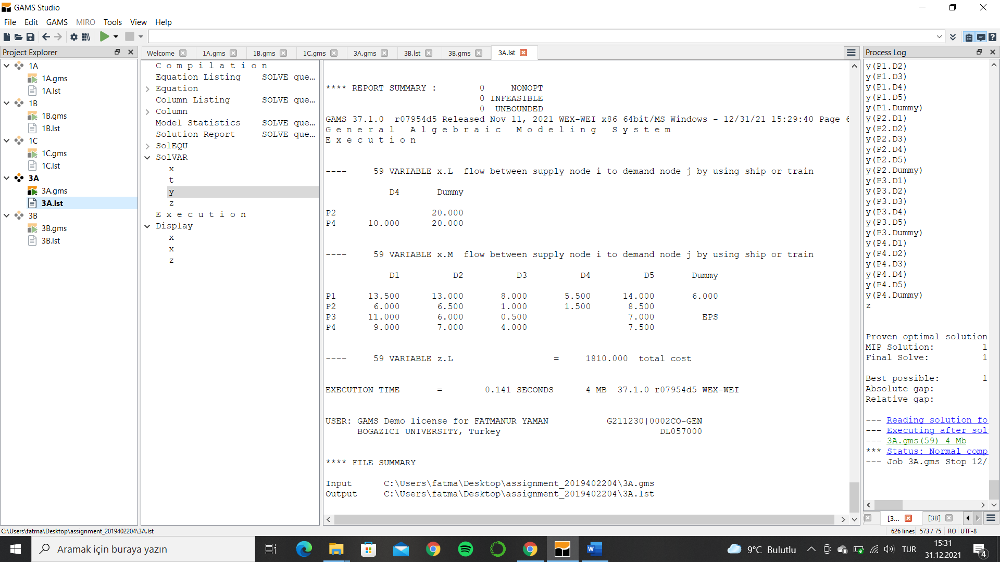 GAMS Studio
File Edit GAMS MIRO Tools View Help
Project Explorer
1A
1A.gms
1A.lst
1B
1B.gms
1B.lst
1C
1C.gms
1C.lst
3A
3A.gms
3A.lst
3B
3B.gms
3B.lst
Welcome 1A.gms 1B.gms 1C.gms 3A.gms 3B.lst 3B.gms 3A.lst
C o m p i l a t i o n
Equation Listing SOLVE que...
Equation
Column Listing SOLVE que...
Column
Model Statistics SOLVE que...
Solution Report SOLVE que...
SolEQU
SolVAR
x
t
y
z
E x e c u t i o n
Display
x
x
z
**** REPORT SUMMARY : 0 NONOPT
0 INFEASIBLE
0 UNBOUNDED
GAMS 37.1.0 r07954d5 Released Nov 11, 2021 WEX-WEI x86 64bit/MS Windows - 12/31/21 15:29:40 Page 6
G e n e r a l A l g e b r a i c M o d e l i n g S y s t e m
E x e c u t i o n
---- 59 VARIABLE x.L flow between supply node i to demand node j by using ship or train
D4 Dummy
P2 20.000
P4 10.000 20.000
---- 59 VARIABLE x.M flow between supply node i to demand node j by using ship or train
D1 D2 D3 D4 D5 Dummy
P1 13.500 13.000 8.000 5.500 14.000 6.000
P2 6.000 6.500 1.000 1.500 8.500
P3 11.000 6.000 0.500 7.000 EPS
P4 9.000 7.000 4.000 7.500
---- 59 VARIABLE z.L = 1810.000 total cost
EXECUTION TIME = 0.141 SECONDS 4 MB 37.1.0 r07954d5 WEX-WEI
USER: GAMS Demo license for FATMANUR YAMAN G211230|0002CO-GEN
BOGAZICI UNIVERSITY, Turkey DL057000
**** FILE SUMMARY
Input C:\Users\fatma\Desktop\assignment_2019402204\3A.gms
Output C:\Users\fatma\Desktop\assignment_2019402204\3A.lst
Process Log
y(P1.D2)
y(P1.D3)
y(P1.D4)
y(P1.D5)
y(P1.Dummy)
y(P2.D1)
y(P2.D2)
y(P2.D3)
y(P2.D4)
y(P2.D5)
y(P2.Dummy)
y(P3.D1)
y(P3.D2)
y(P3.D3)
y(P3.D4)
y(P3.D5)
y(P3.Dummy)
y(P4.D1)
y(P4.D2)
y(P4.D3)
y(P4.D4)
y(P4.D5)
y(P4.Dummy)
z
Proven optimal solution
MIP Solution: 1
Final Solve: 1
Best possible: 1
Absolute gap:
Relative gap:
--- Reading solution fo
--- Executing after sol
--- 3A.gms(59) 4 Mb
*** Status: Normal comp
--- Job 3A.gms Stop 12/
[3... [3B]
C:\Users\fatma\Desktop\assignment_2019402204\3A.lst
626 lines 573 / 75 RO UTF-8
Aramak için buraya yazın
9°C Bulutlu
TUR
15:31
31.12.2021
4